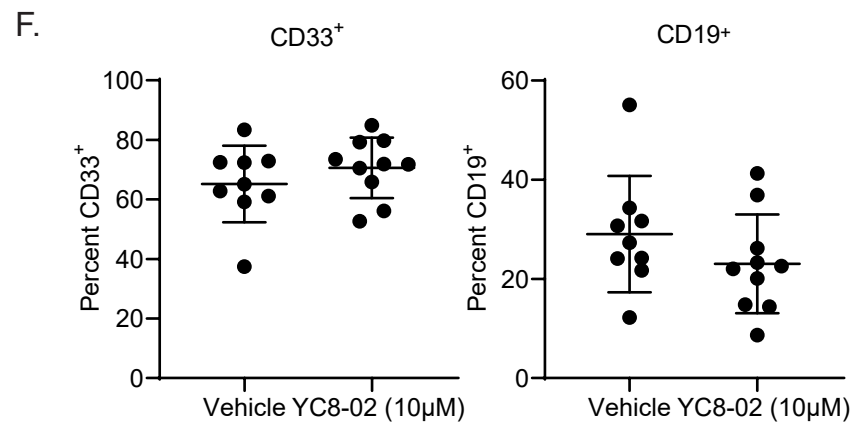 F.
CD33⁺
CD19⁺
Percent CD33⁺
100
80
60
40
20
0
Vehicle YC8-02 (10µM)
Percent CD19⁺
60
40
20
0
Vehicle YC8-02 (10µM)